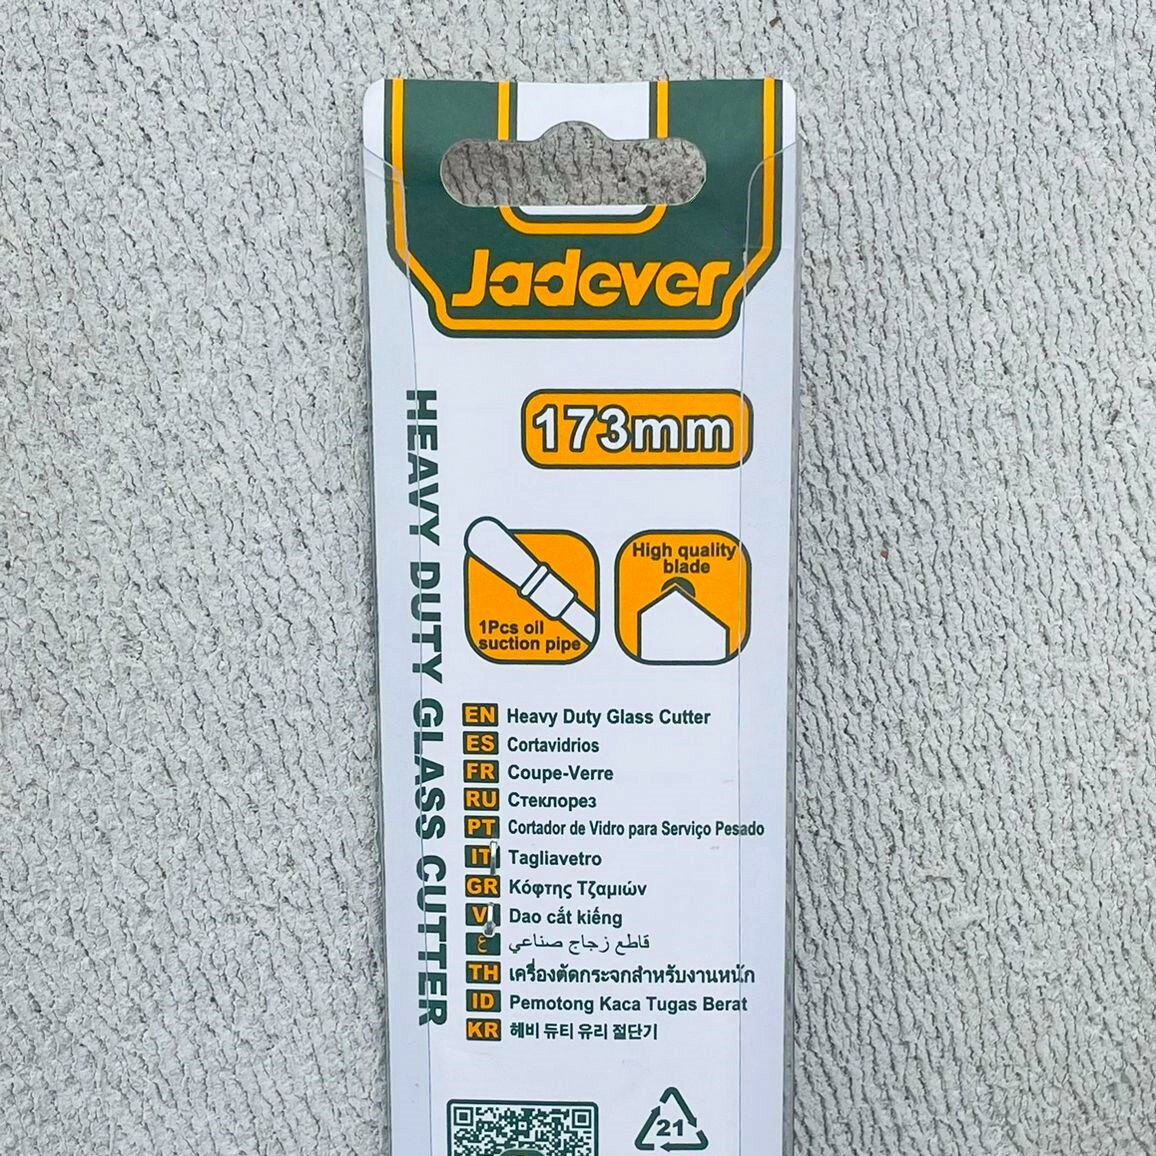 Jadever
173mm
HEAVY DUTY GLASS CUTTER
1Pcs oil
suction pipe
High quality
blade
EN Heavy Duty Glass Cutter
ES Cortavidrios
FR Coupe-Verre
RU Стеклорез
PT Cortador de Vidro para Serviço Pesado
IT Tagliavetro
GR Κόφτης Τζαμιών
V Dao cắt kiếng
ع قاطع زجاج صناعي
TH เครื่องตัดกระจกสำหรับงานหนัก
ID Pemotong Kaca Tugas Berat
KR 헤비 듀티 유리 절단기
21